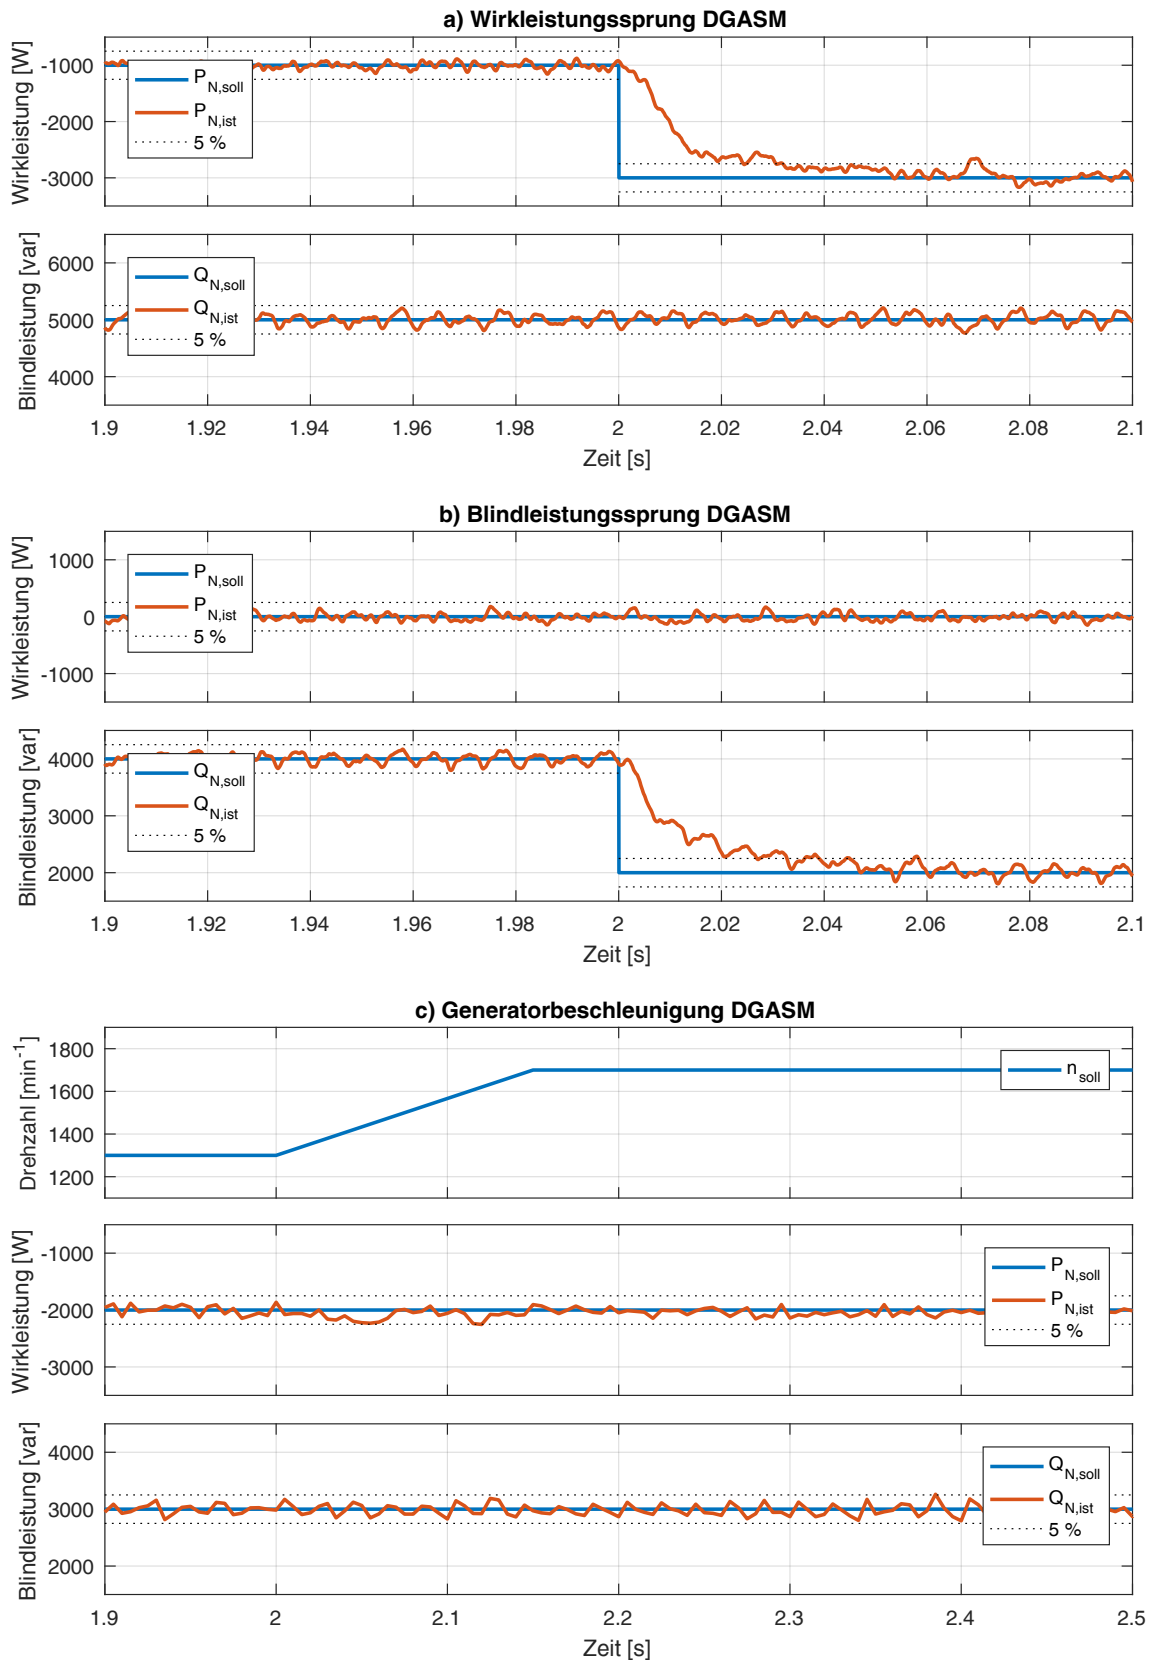 a) Wirkleistungssprung DGASM
Wirkleistung [W]
-1000
-2000
-3000
P_N,soll
P_N,ist
5 %
Blindleistung [var]
6000
5000
4000
Q_N,soll
Q_N,ist
5 %
1.9 1.92 1.94 1.96 1.98 2 2.02 2.04 2.06 2.08 2.1
Zeit [s]
b) Blindleistungssprung DGASM
Wirkleistung [W]
1000
0
-1000
P_N,soll
P_N,ist
5 %
Blindleistung [var]
4000
3000
2000
Q_N,soll
Q_N,ist
5 %
1.9 1.92 1.94 1.96 1.98 2 2.02 2.04 2.06 2.08 2.1
Zeit [s]
c) Generatorbeschleunigung DGASM
Drehzahl [min⁻¹]
1800
1600
1400
1200
n_soll
Wirkleistung [W]
-1000
-2000
-3000
P_N,soll
P_N,ist
5 %
Blindleistung [var]
4000
3000
2000
Q_N,soll
Q_N,ist
5 %
1.9 2 2.1 2.2 2.3 2.4 2.5
Zeit [s]